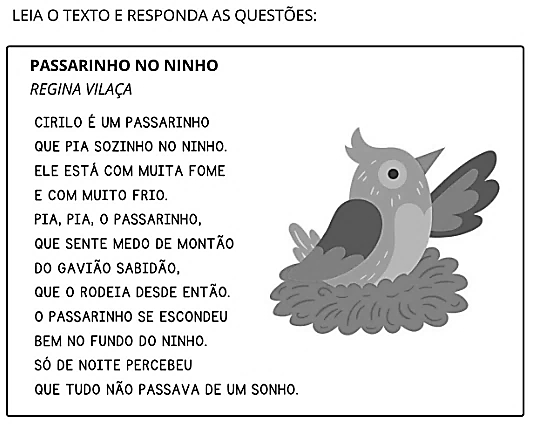 LEIA O TEXTO E RESPONDA AS QUESTÕES:
PASSARINHO NO NINHO
REGINA VILAÇA
CIRILO É UM PASSARINHO
QUE PIA SOZINHO NO NINHO.
ELE ESTÁ COM MUITA FOME
E COM MUITO FRIO.
PIA, PIA, O PASSARINHO,
QUE SENTE MEDO DE MONTÃO
DO GAVIÃO SABIDÃO,
QUE O RODEIA DESDE ENTÃO.
O PASSARINHO SE ESCONDEU
BEM NO FUNDO DO NINHO.
SÓ DE NOITE PERCEBEU
QUE TUDO NÃO PASSAVA DE UM SONHO.